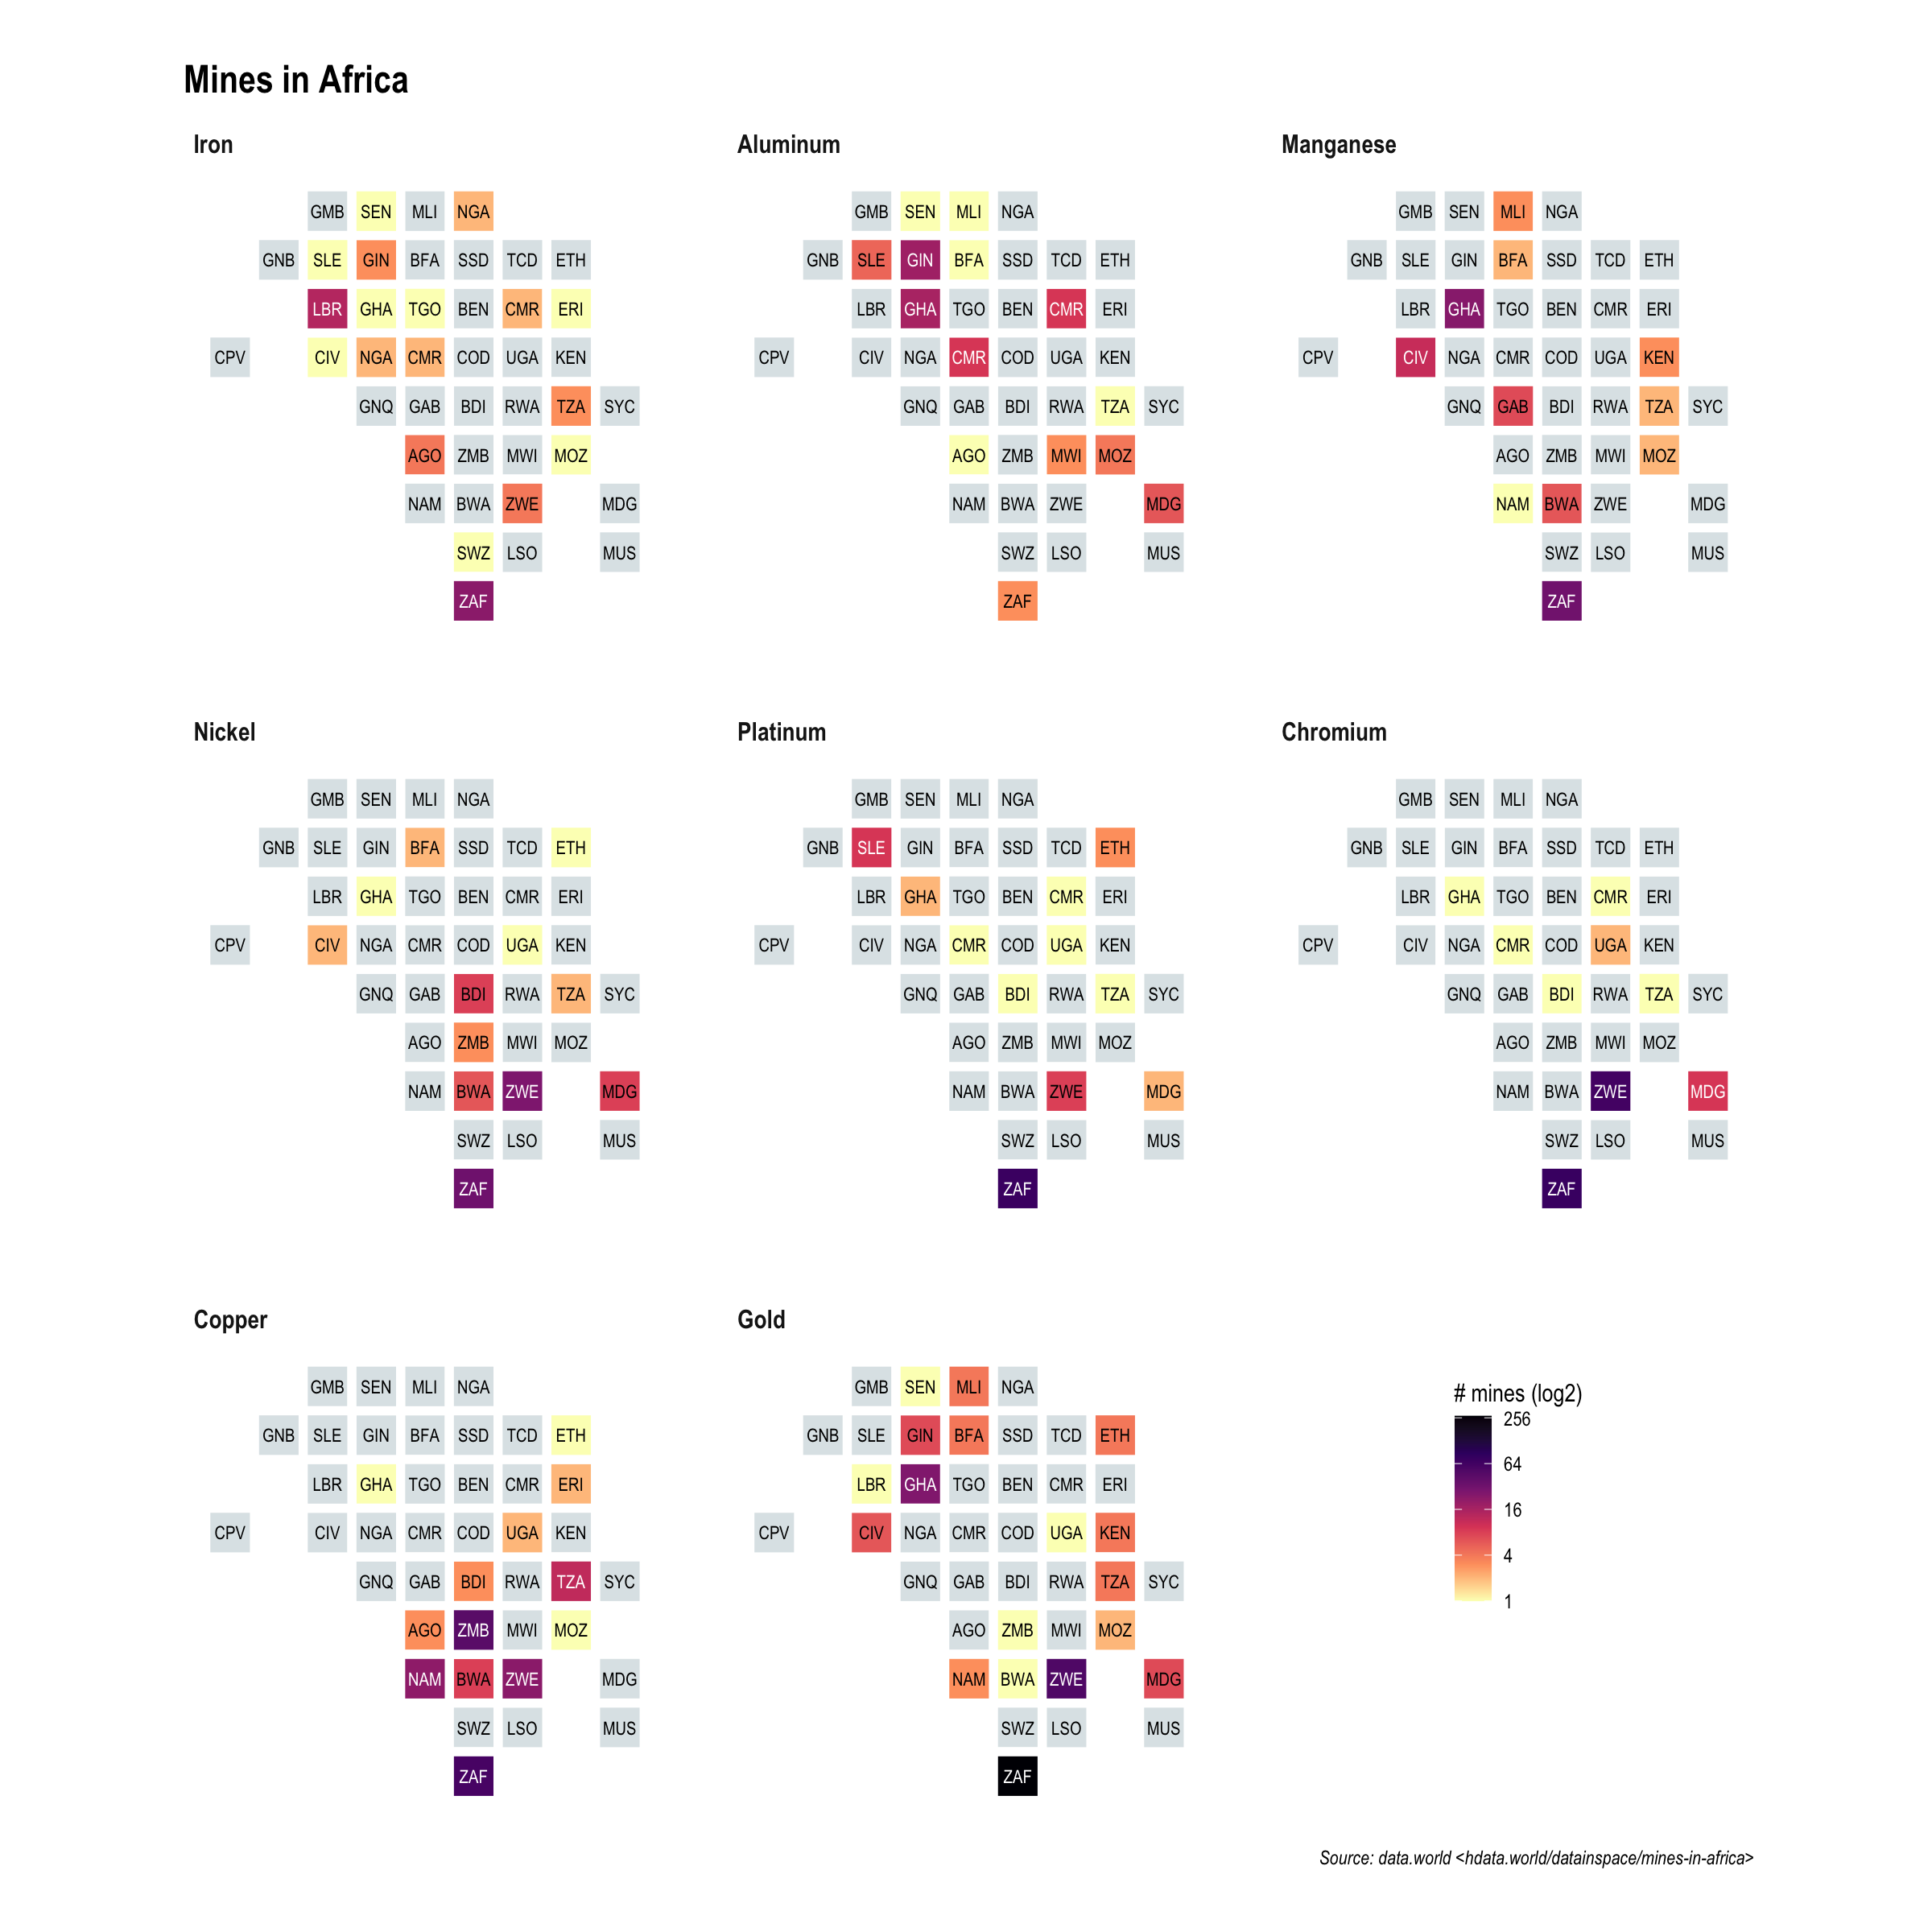 Mines in Africa
Iron
GMB SEN MLI NGA
GNB SLE GIN BFA SSD TCD ETH
LBR GHA TGO BEN CMR ERI
CPV CIV NGA CMR COD UGA KEN
GNQ GAB BDI RWA TZA SYC
AGO ZMB MWI MOZ
NAM BWA ZWE MDG
SWZ LSO MUS
ZAF
Aluminum
GMB SEN MLI NGA
GNB SLE GIN BFA SSD TCD ETH
LBR GHA TGO BEN CMR ERI
CPV CIV NGA CMR COD UGA KEN
GNQ GAB BDI RWA TZA SYC
AGO ZMB MWI MOZ
NAM BWA ZWE MDG
SWZ LSO MUS
ZAF
Manganese
GMB SEN MLI NGA
GNB SLE GIN BFA SSD TCD ETH
LBR GHA TGO BEN CMR ERI
CPV CIV NGA CMR COD UGA KEN
GNQ GAB BDI RWA TZA SYC
AGO ZMB MWI MOZ
NAM BWA ZWE MDG
SWZ LSO MUS
ZAF
Nickel
GMB SEN MLI NGA
GNB SLE GIN BFA SSD TCD ETH
LBR GHA TGO BEN CMR ERI
CPV CIV NGA CMR COD UGA KEN
GNQ GAB BDI RWA TZA SYC
AGO ZMB MWI MOZ
NAM BWA ZWE MDG
SWZ LSO MUS
ZAF
Platinum
GMB SEN MLI NGA
GNB SLE GIN BFA SSD TCD ETH
LBR GHA TGO BEN CMR ERI
CPV CIV NGA CMR COD UGA KEN
GNQ GAB BDI RWA TZA SYC
AGO ZMB MWI MOZ
NAM BWA ZWE MDG
SWZ LSO MUS
ZAF
Chromium
GMB SEN MLI NGA
GNB SLE GIN BFA SSD TCD ETH
LBR GHA TGO BEN CMR ERI
CPV CIV NGA CMR COD UGA KEN
GNQ GAB BDI RWA TZA SYC
AGO ZMB MWI MOZ
NAM BWA ZWE MDG
SWZ LSO MUS
ZAF
Copper
GMB SEN MLI NGA
GNB SLE GIN BFA SSD TCD ETH
LBR GHA TGO BEN CMR ERI
CPV CIV NGA CMR COD UGA KEN
GNQ GAB BDI RWA TZA SYC
AGO ZMB MWI MOZ
NAM BWA ZWE MDG
SWZ LSO MUS
ZAF
Gold
GMB SEN MLI NGA
GNB SLE GIN BFA SSD TCD ETH
LBR GHA TGO BEN CMR ERI
CPV CIV NGA CMR COD UGA KEN
GNQ GAB BDI RWA TZA SYC
AGO ZMB MWI MOZ
NAM BWA ZWE MDG
SWZ LSO MUS
ZAF
# mines (log2)
256
64
16
4
1
Source: data.world <hdata.world/datainspace/mines-in-africa>